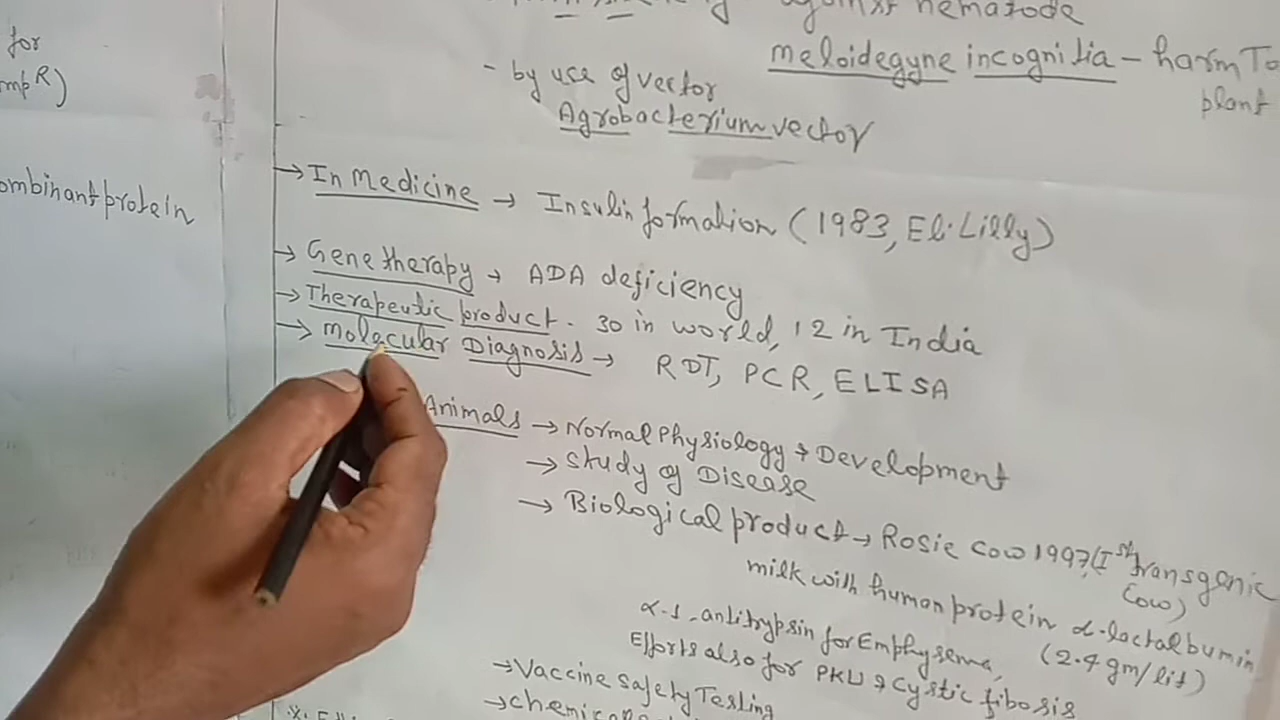 for
mpR)
ombinant protein
against nematode
meloidegyne incognitia - harm To
plant
- by use of vector
Agrobacterium vector
→ In Medicine → Insulin formation (1983, Eli Lilly)
→ Gene therapy → ADA deficiency
→ Therapeutic product - 30 in world, 12 in India
→ Molacular Diagnosis → RDT, PCR, ELISA
Animals → Normal Physiology & Development
→ Study of Disease
→ Biological product → Rosie cow 1997, (Ist transgenic
Cow)
milk with human protein α-lactalbumin
(2.4 gm/lit)
α-1-antitrypsin for Emphysema,
Efforts also for PKU & Cystic fibosis
→ Vaccine Safety Testing